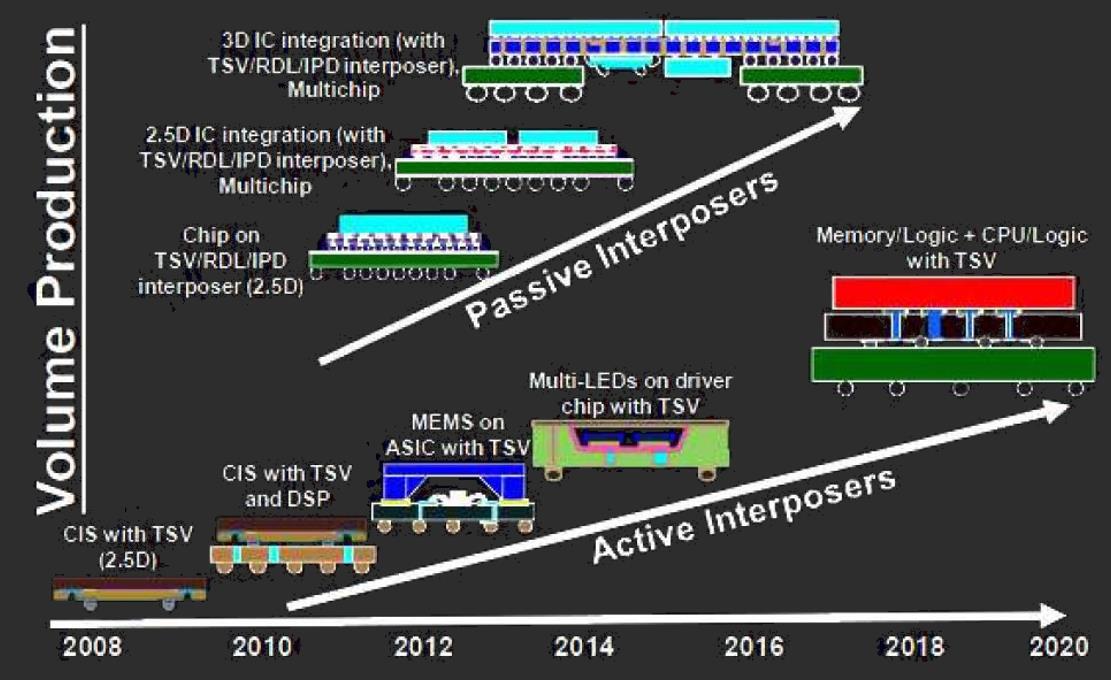 Volume Production
3D IC integration (with
TSV/RDL/IPD interposer),
Multichip
2.5D IC integration (with
TSV/RDL/IPD interposer),
Multichip
Chip on
TSV/RDL/IPD
interposer (2.5D)
Passive Interposers
Memory/Logic + CPU/Logic
with TSV
Multi-LEDs on driver
chip with TSV
MEMS on
ASIC with TSV
CIS with TSV
and DSP
CIS with TSV
(2.5D)
Active Interposers
2008 2010 2012 2014 2016 2018 2020